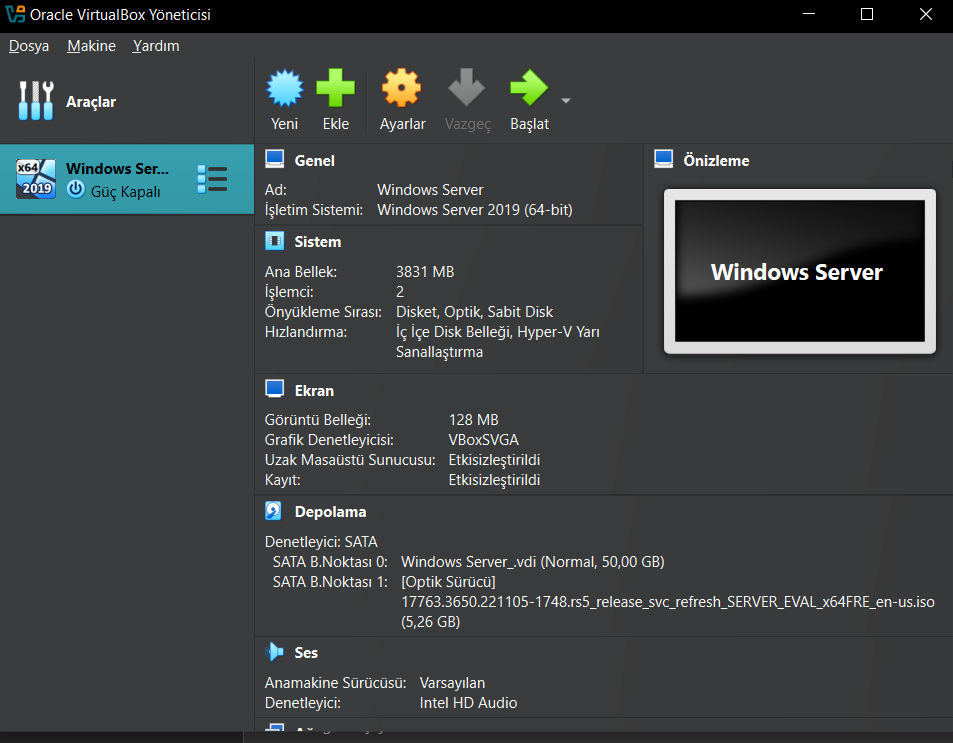 Oracle VirtualBox Yöneticisi
Dosya Makine Yardım
Araçlar
Yeni Ekle Ayarlar Vazgeç Başlat
x64 2019
Windows Ser...
Güç Kapalı
Genel
Ad: Windows Server
İşletim Sistemi: Windows Server 2019 (64-bit)
Önizleme
Windows Server
Sistem
Ana Bellek: 3831 MB
İşlemci: 2
Önyükleme Sırası: Disket, Optik, Sabit Disk
Hızlandırma: İç İçe Disk Belleği, Hyper-V Yarı
Sanallaştırma
Ekran
Görüntü Belleği: 128 MB
Grafik Denetleyicisi: VBoxSVGA
Uzak Masaüstü Sunucusu: Etkisizleştirildi
Kayıt: Etkisizleştirildi
Depolama
Denetleyici: SATA
SATA B.Noktası 0: Windows Server_.vdi (Normal, 50,00 GB)
SATA B.Noktası 1: [Optik Sürücü]
17763.3650.221105-1748.rs5_release_svc_refresh_SERVER_EVAL_x64FRE_en-us.iso
(5,26 GB)
Ses
Anamakine Sürücüsü: Varsayılan
Denetleyici: Intel HD Audio